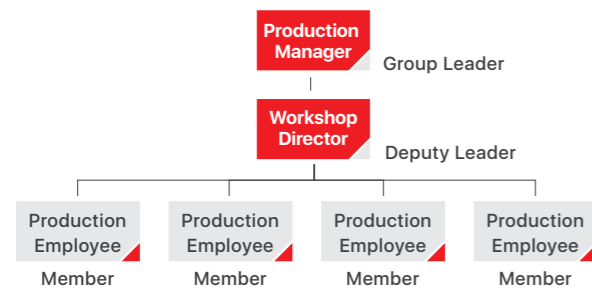 Production
Manager
Group Leader
Workshop
Director
Deputy Leader
Production
Employee
Production
Employee
Production
Employee
Production
Employee
Member
Member
Member
Member